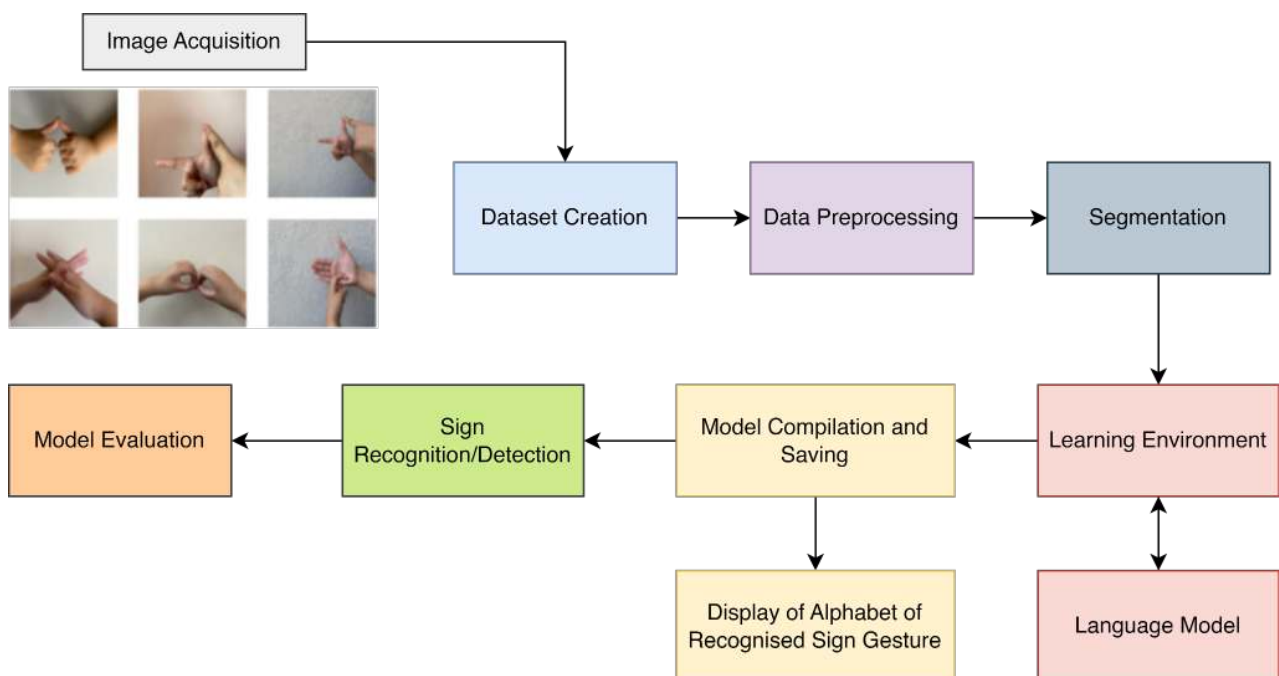 Image Acquisition
Dataset Creation
Data Preprocessing
Segmentation
Model Evaluation
Sign
Recognition/Detection
Model Compilation and
Saving
Learning Environment
Display of Alphabet of
Recognised Sign Gesture
Language Model